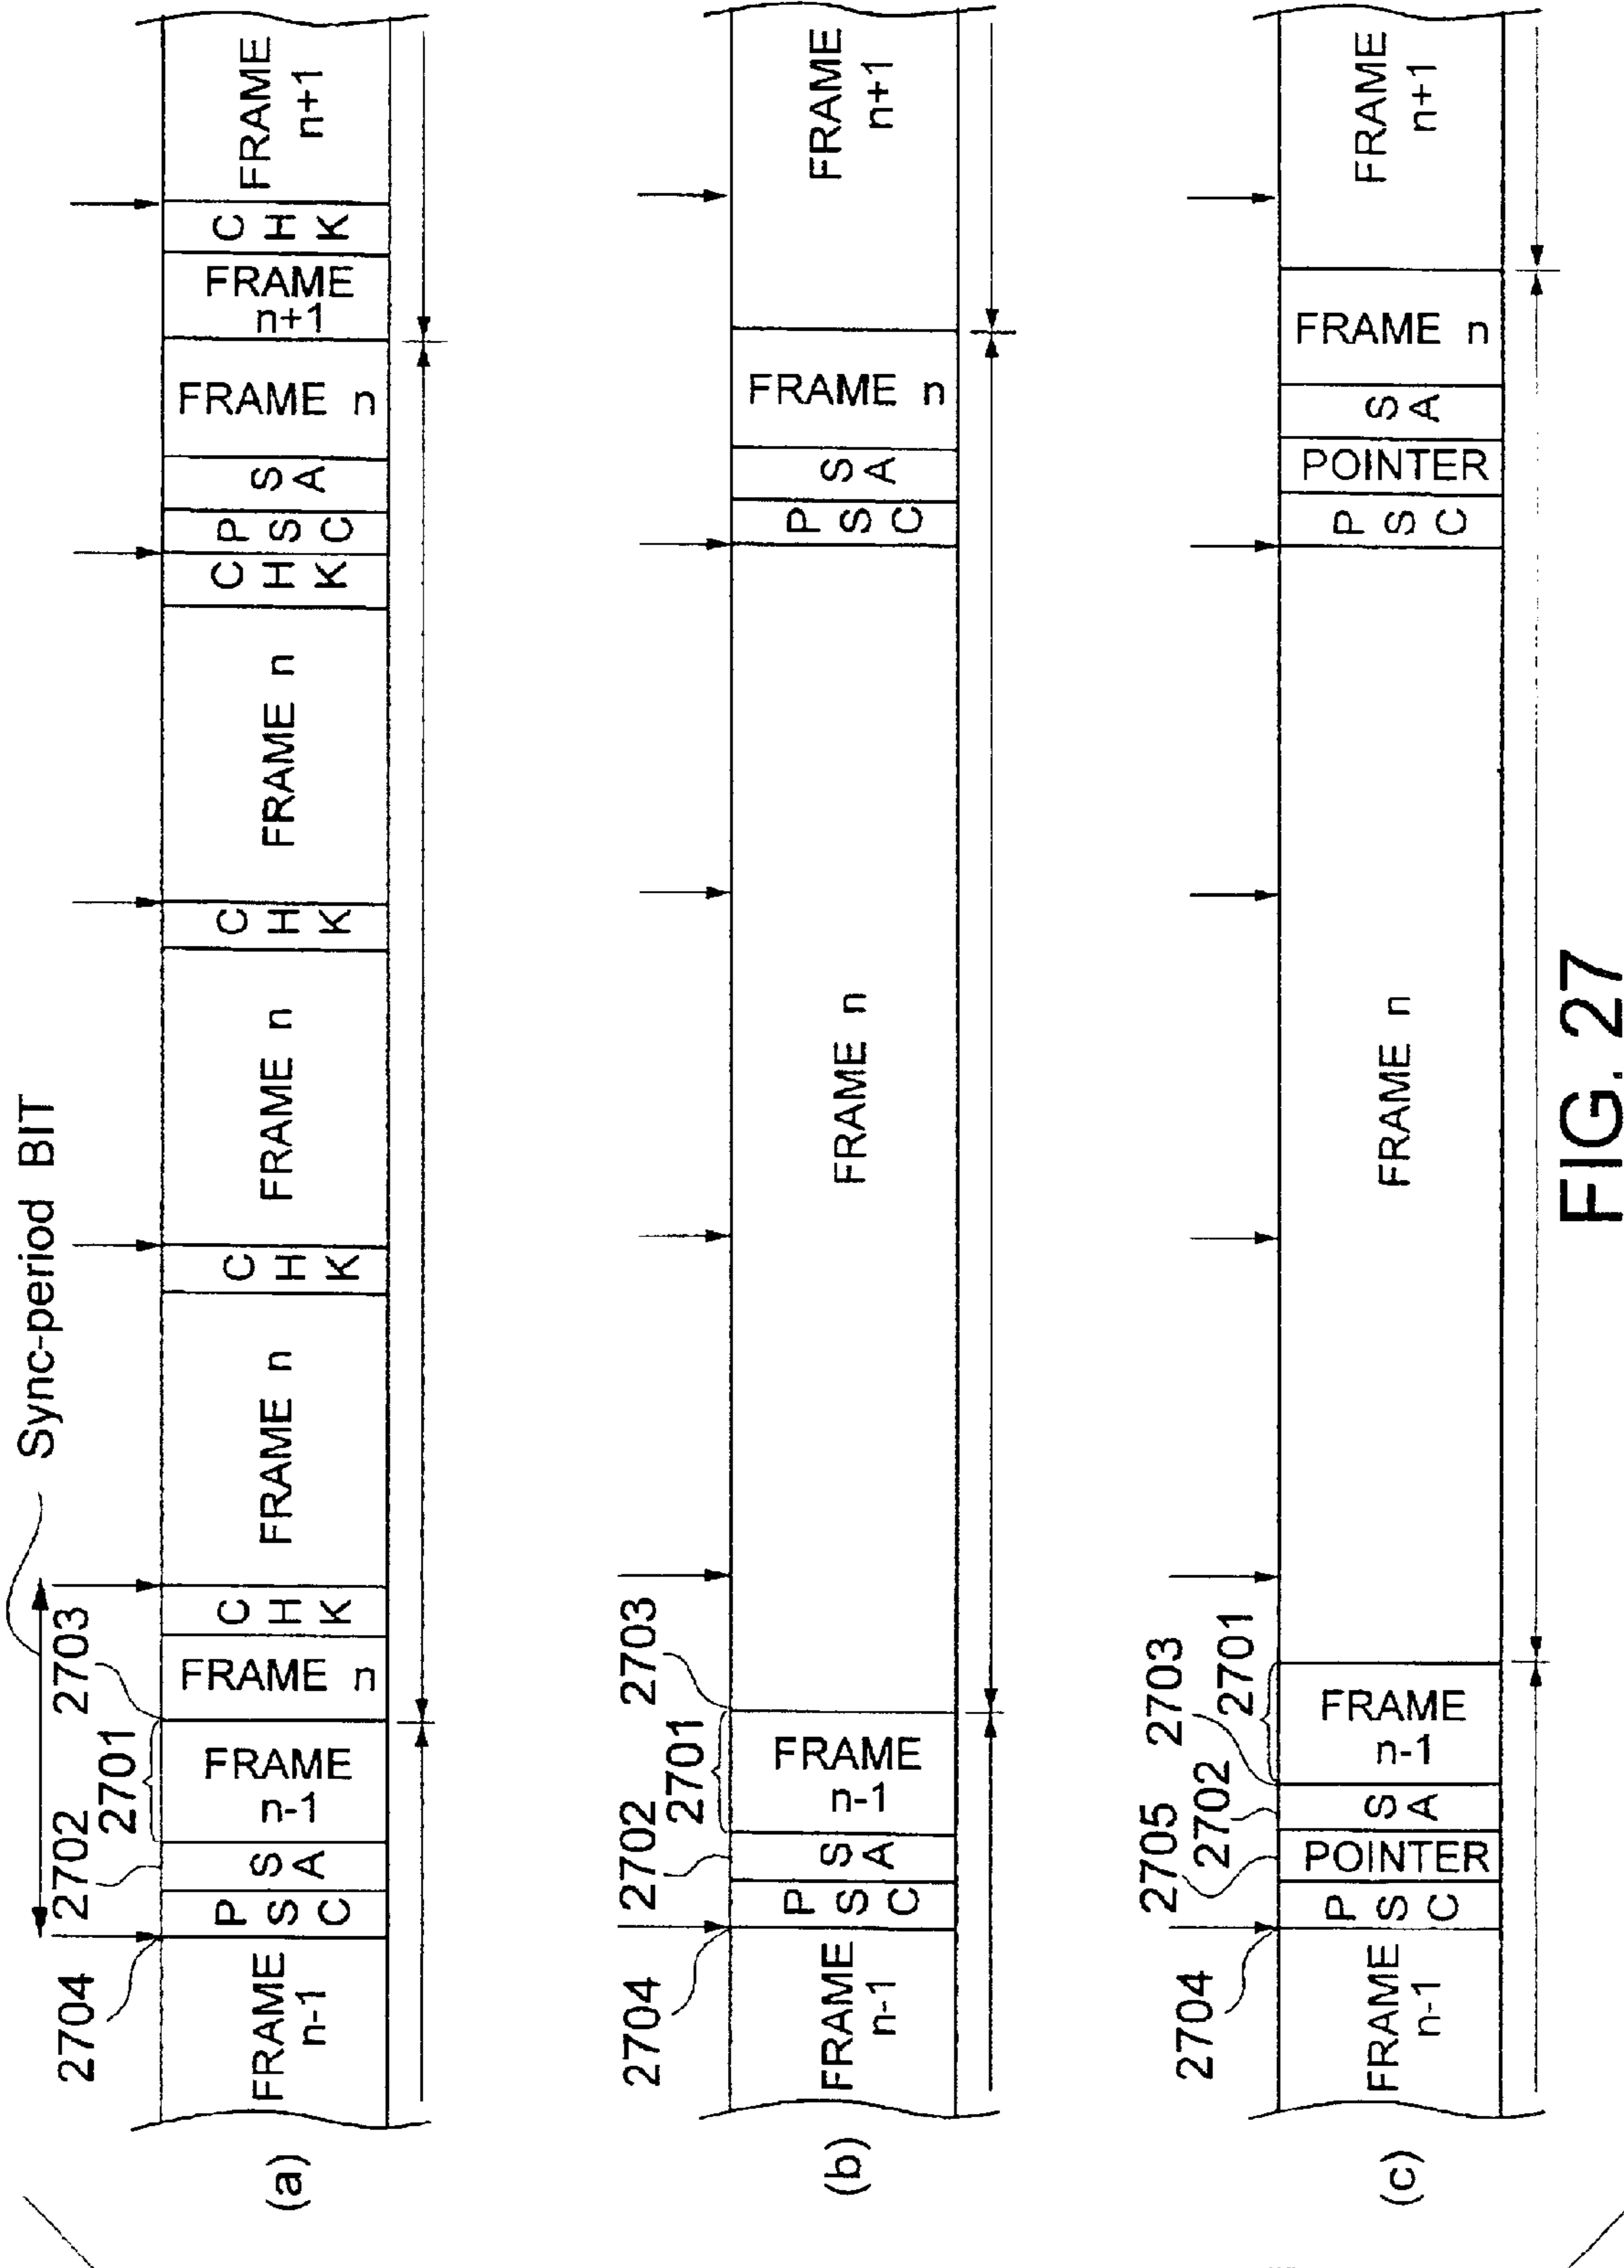 Sync-period BIT
2704
2702
2701
2703
(a)
FRAME
n-1
P
S
C
S
A
FRAME
n-1
FRAME n
C
H
K
FRAME n
C
H
K
FRAME n
C
H
K
FRAME n
C
H
K
P
S
C
S
A
FRAME n
FRAME
n+1
C
H
K
FRAME
n+1
2704
2702
2701
2703
(b)
FRAME
n-1
P
S
C
S
A
FRAME
n-1
FRAME n
P
S
C
S
A
FRAME n
FRAME
n+1
2704
2705
2702
2703
2701
(c)
FRAME
n-1
P
S
C
POINTER
S
A
FRAME
n-1
FRAME n
P
S
C
POINTER
S
A
FRAME n
FRAME
n+1
FIG. 27